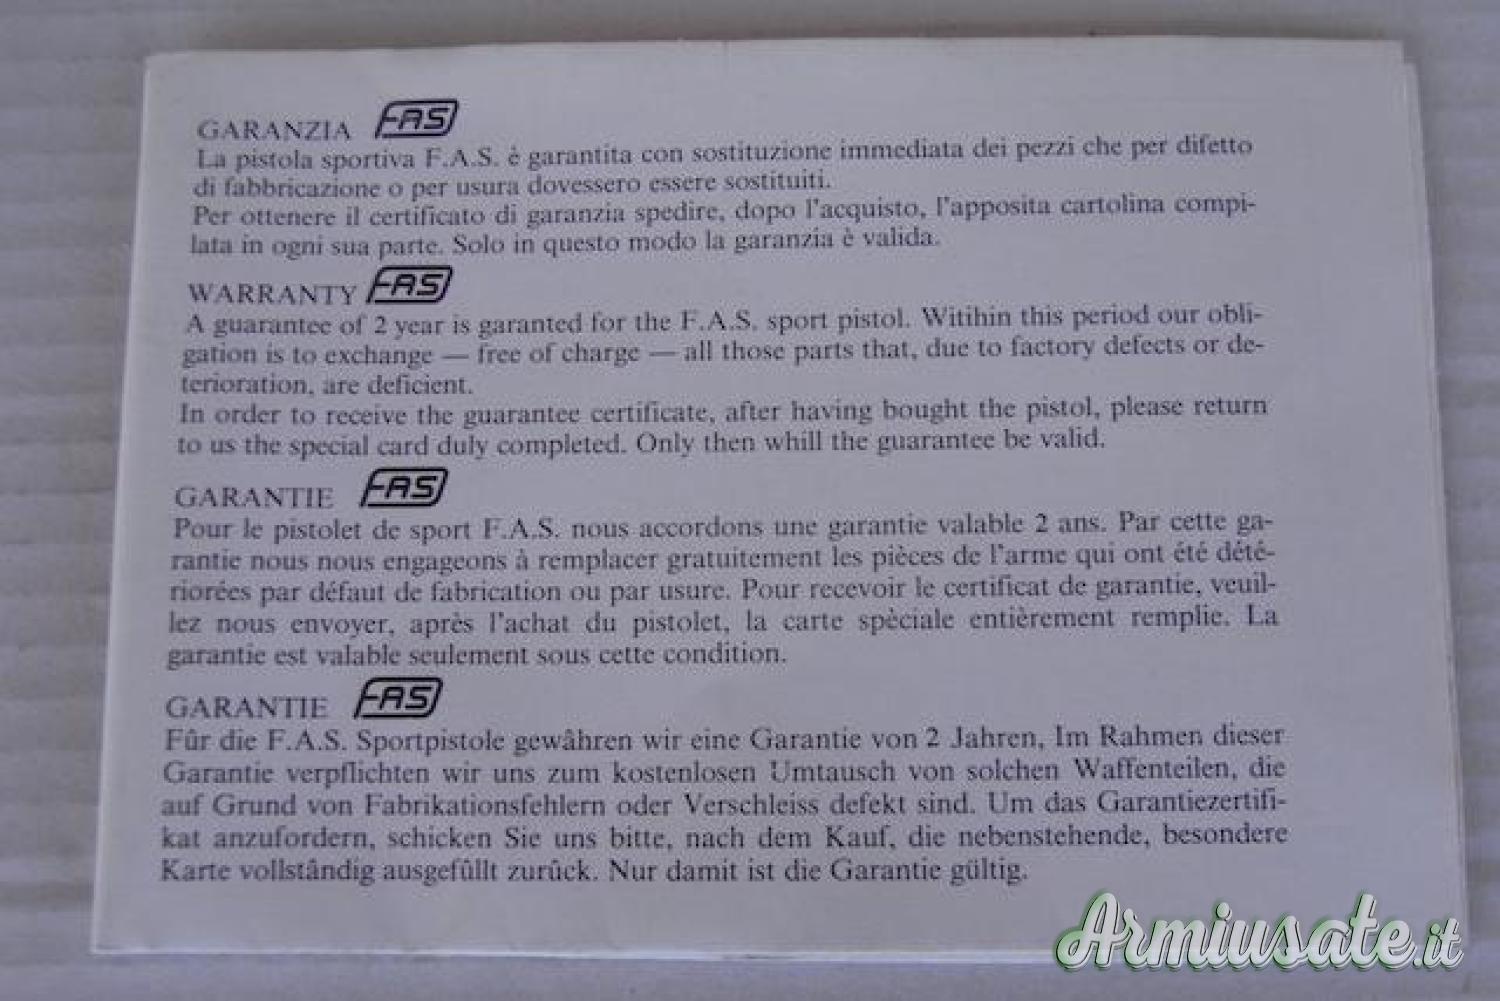 GARANZIA FAS
La pistola sportiva F.A.S. è garantita con sostituzione immediata dei pezzi che per difetto
di fabbricazione o per usura dovessero essere sostituiti.
Per ottenere il certificato di garanzia spedire, dopo l'acquisto, l'apposita cartolina compi-
lata in ogni sua parte. Solo in questo modo la garanzia è valida.
WARRANTY FAS
A guarantee of 2 year is garanted for the F.A.S. sport pistol. Witihin this period our obli-
gation is to exchange — free of charge — all those parts that, due to factory defects or de-
terioration, are deficient.
In order to receive the guarantee certificate, after having bought the pistol, please return
to us the special card duly completed. Only then whill the guarantee be valid.
GARANTIE FAS
Pour le pistolet de sport F.A.S. nous accordons une garantie valable 2 ans. Par cette ga-
rantie nous nous engageons à remplacer gratuitement les pièces de l'arme qui ont été dété-
riorées par défaut de fabrication ou par usure. Pour recevoir le certificat de garantie, veuil-
lez nous envoyer, après l'achat du pistolet, la carte spèciale entièrement remplie. La
garantie est valable seulement sous cette condition.
GARANTIE FAS
Fûr die F.A.S. Sportpistole gewâhren wir eine Garantie von 2 Jahren, Im Rahmen dieser
Garantie verpflichten wir uns zum kostenlosen Umtausch von solchen Waffenteilen, die
auf Grund von Fabrikationsfehlern oder Verschleiss defekt sind. Um das Garantiezertifi-
kat anzufordern, schicken Sie uns bitte, nach dem Kauf, die nebenstehende, besondere
Karte vollstândig ausgefûllt zurûck. Nur damit ist die Garantie gûltig.
Armiusate.it